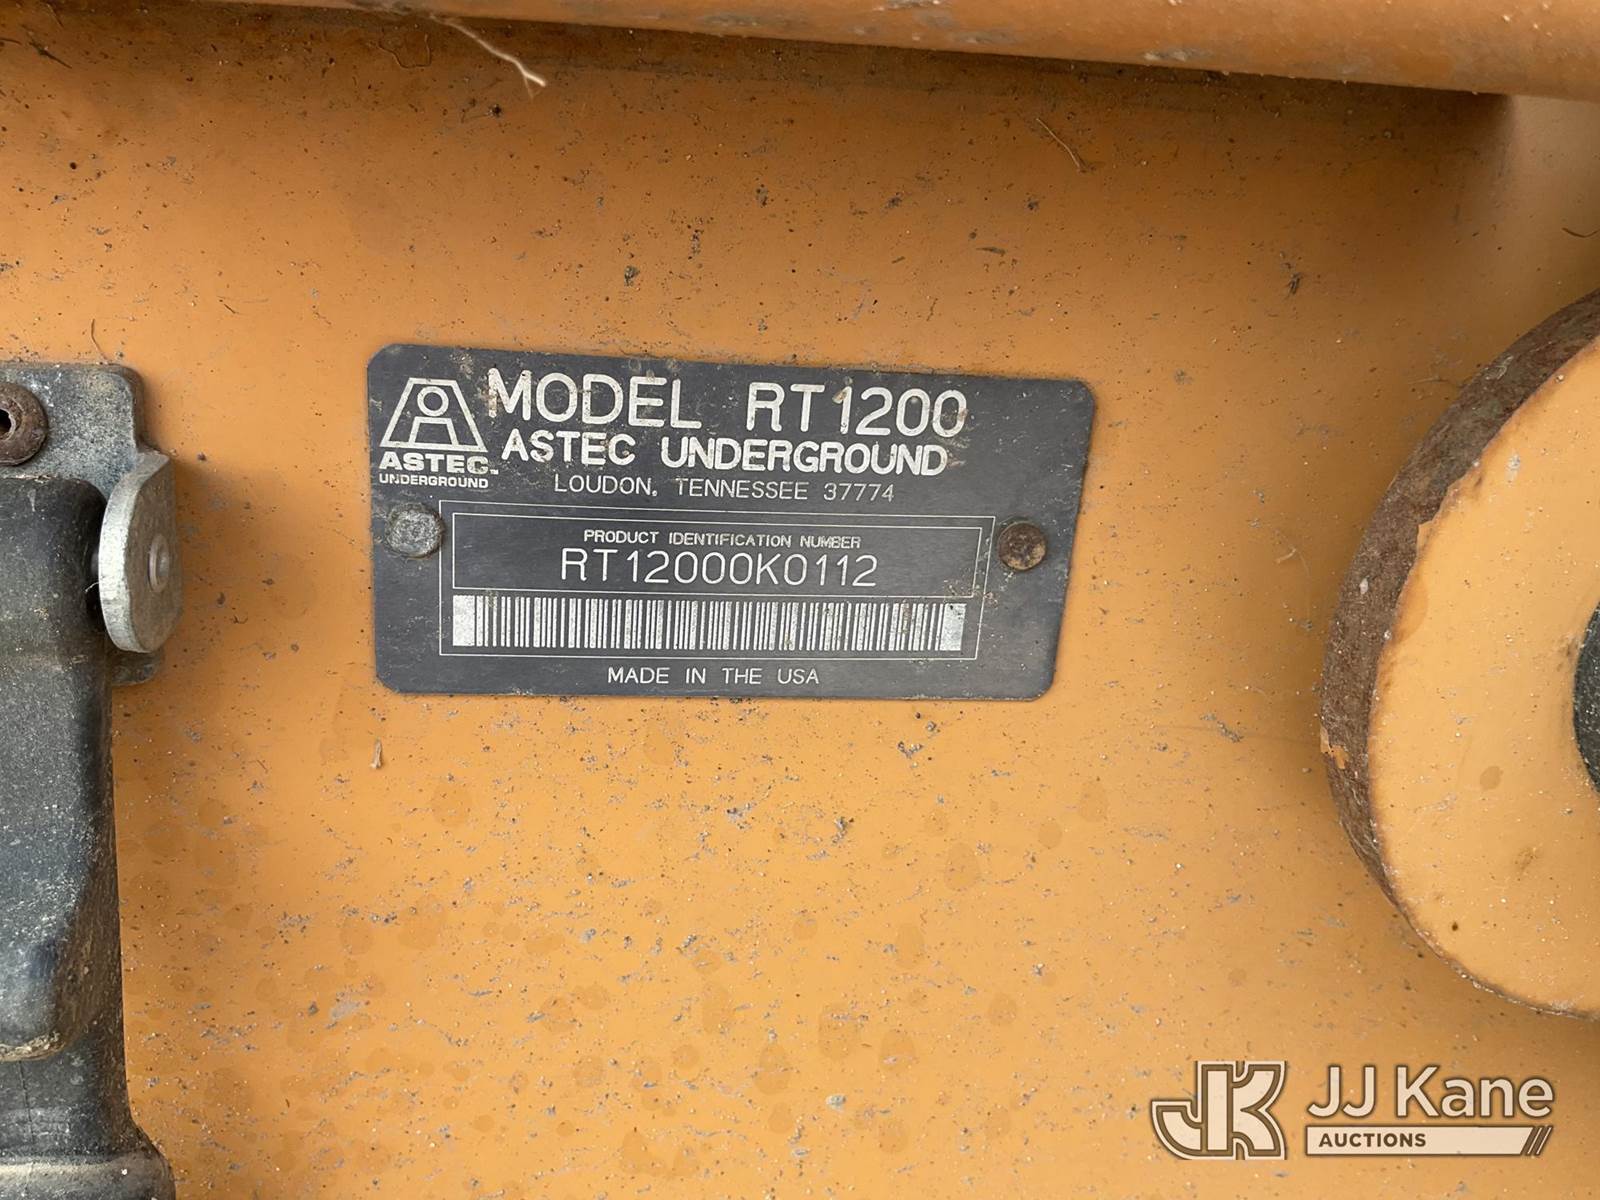 MODEL RT1200
ASTEC UNDERGROUND
LOUDON, TENNESSEE 37774
ASTEC
UNDERGROUND
PRODUCT IDENTIFICATION NUMBER
RT12000K0112
MADE IN THE USA
JK JJ Kane
AUCTIONS